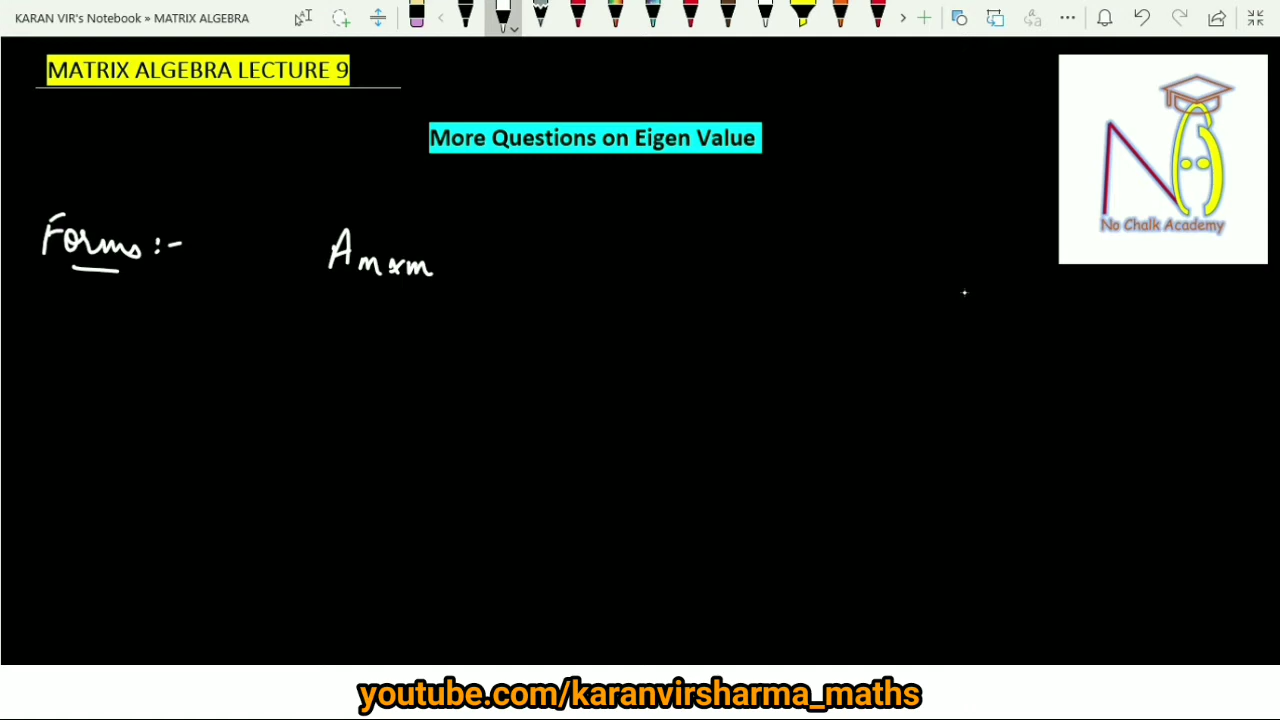 KARAN VIR's Notebook » MATRIX ALGEBRA
MATRIX ALGEBRA LECTURE 9
More Questions on Eigen Value
No Chalk Academy
Forms :- A m×m
youtube.com/karanvirsharma_maths